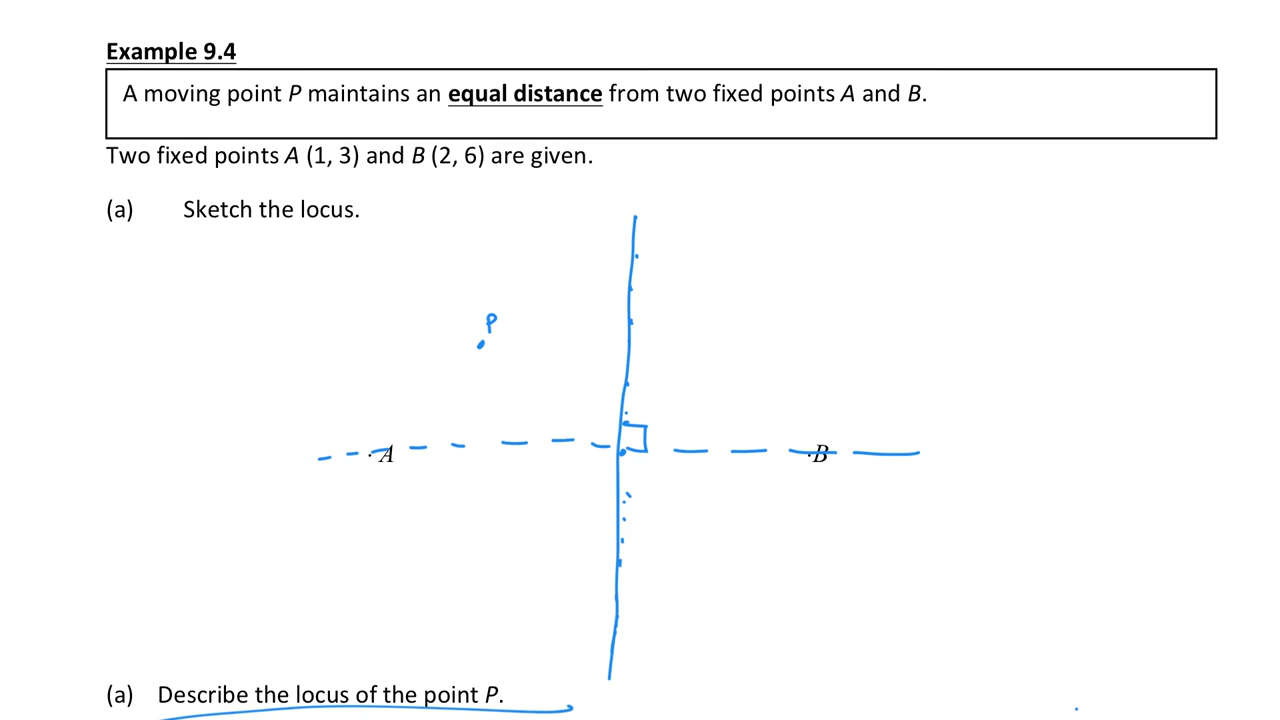 Example 9.4
A moving point P maintains an equal distance from two fixed points A and B.
Two fixed points A (1, 3) and B (2, 6) are given.
(a) Sketch the locus.
P
A
B
(a) Describe the locus of the point P.